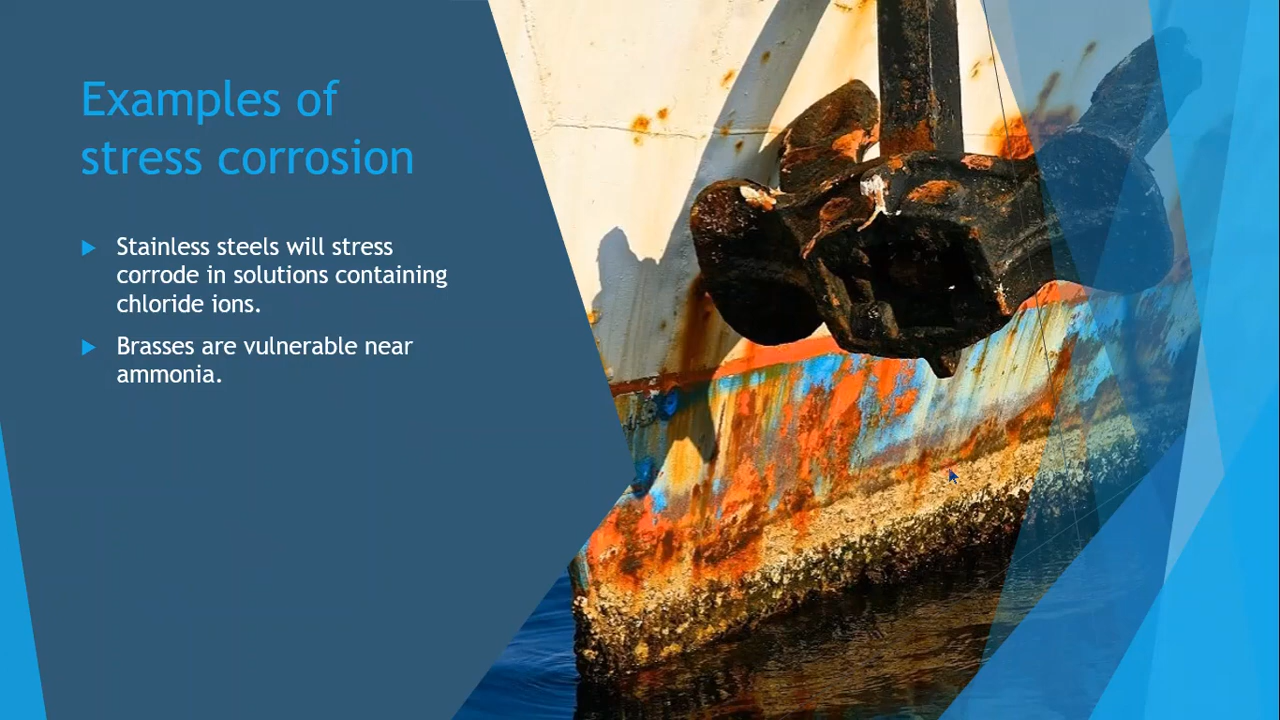 Examples of
stress corrosion
Stainless steels will stress
corrode in solutions containing
chloride ions.
Brasses are vulnerable near
ammonia.